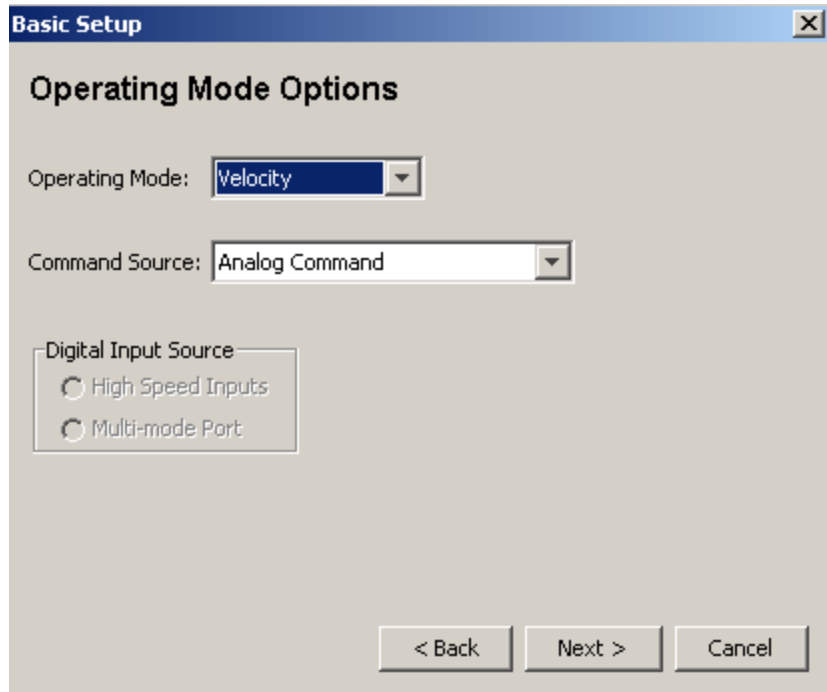 Basic Setup
Operating Mode Options
Operating Mode: Velocity
Command Source: Analog Command
Digital Input Source
High Speed Inputs
Multi-mode Port
< Back Next > Cancel